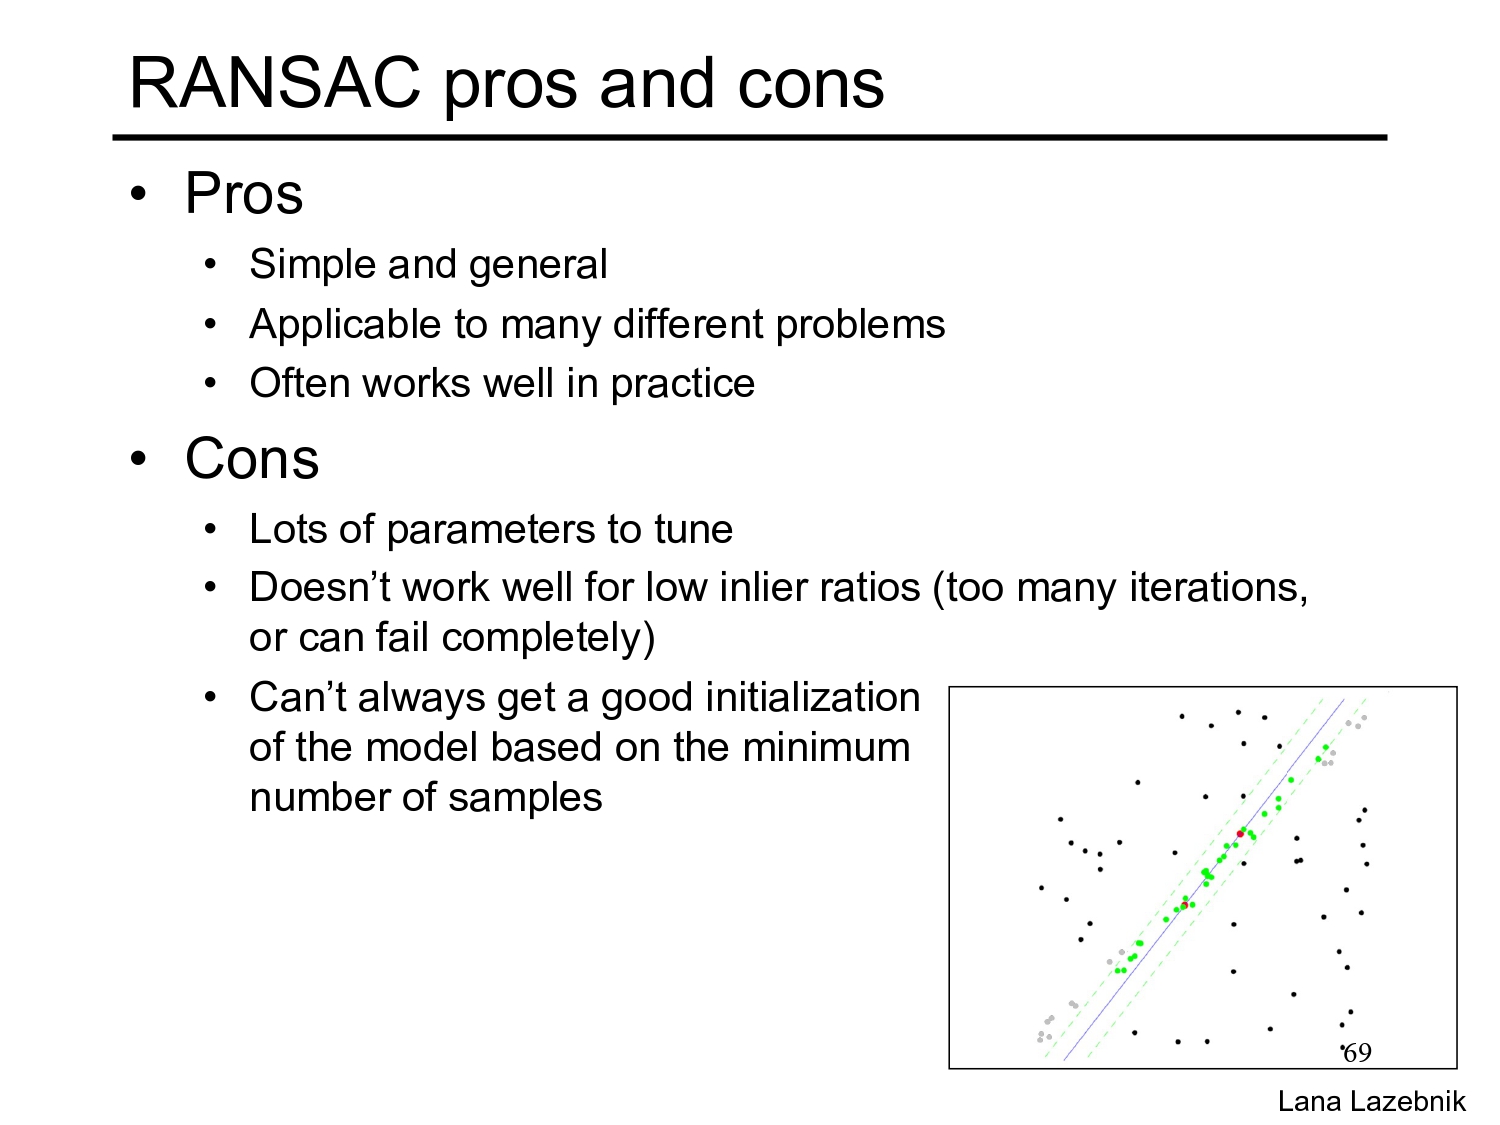 RANSAC pros and cons
• Pros
• Simple and general
• Applicable to many different problems
• Often works well in practice
• Cons
• Lots of parameters to tune
• Doesn’t work well for low inlier ratios (too many iterations,
or can fail completely)
• Can’t always get a good initialization
of the model based on the minimum
number of samples
69
Lana Lazebnik